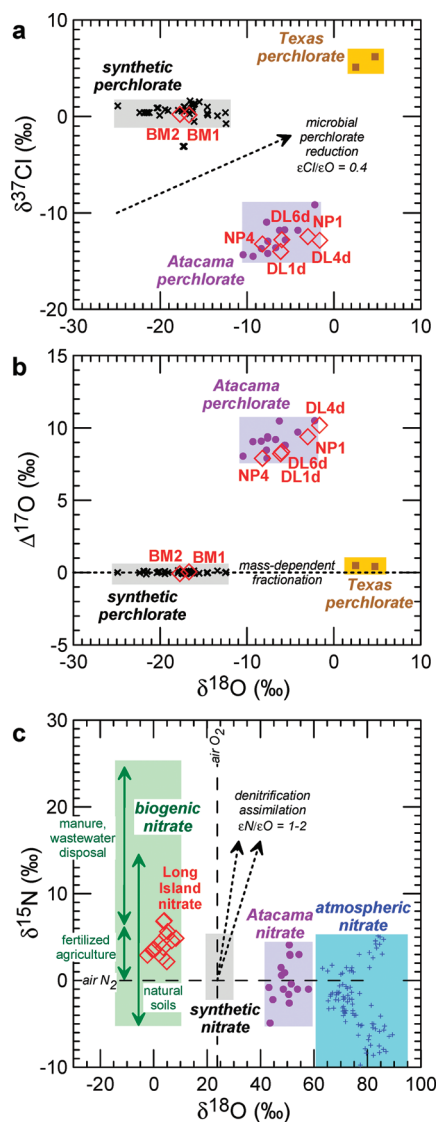 a
10
5
0
-10
-20
δ³⁷Cl (‰)
synthetic
perchlorate
Texas
perchlorate
BM2
BM1
microbial
perchlorate
reduction
εCl/εO = 0.4
DL6d
NP1
NP4
DL1d
DL4d
Atacama
perchlorate
-30
-20
-10
0
10
b
15
10
5
0
-5
Δ¹⁷O (‰)
Atacama
perchlorate
DL4d
NP1
DL6d
NP4
DL1d
BM2
BM1
mass-dependent
fractionation
synthetic
perchlorate
Texas
perchlorate
-30
-20
-10
0
10
δ¹⁸O (‰)
c
30
20
10
0
-10
δ¹⁵N (‰)
air O₂
biogenic
nitrate
manure,
wastewater
disposal
denitrification
assimilation
εN/εO = 1-2
Long
Island
nitrate
fertilized
agriculture
Atacama
nitrate
atmospheric
nitrate
air N₂
natural
soils
synthetic
nitrate
0
20
40
60
80
100
δ¹⁸O (‰)